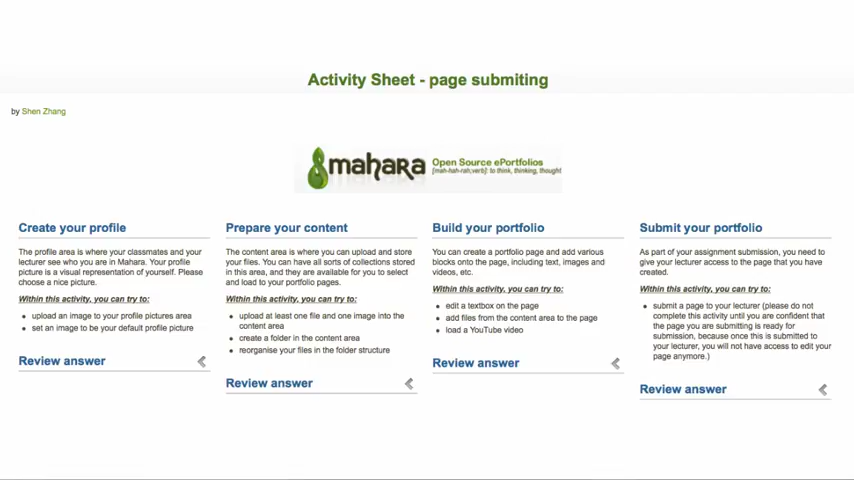 Activity Sheet - page submiting
by Shen Zhang
mahara
Open Source ePortfolios
[mah-hah-rah;verb]: to think, thinking, thought
Create your profile
The profile area is where your classmates and your
lecturer see who you are in Mahara. Your profile
picture is a visual representation of yourself. Please
choose a nice picture.
Within this activity, you can try to:
upload an image to your profile pictures area
set an image to be your default profile picture
Review answer
Prepare your content
The content area is where you can upload and store
your files. You can have all sorts of collections stored
in this area, and they are available for you to select
and load to your portfolio pages.
Within this activity, you can try to:
upload at least one file and one image into the
content area
create a folder in the content area
reorganise your files in the folder structure
Review answer
Build your portfolio
You can create a portfolio page and add various
blocks onto the page, including text, images and
videos, etc.
Within this activity, you can try to:
edit a textbox on the page
add files from the content area to the page
load a YouTube video
Review answer
Submit your portfolio
As part of your assignment submission, you need to
give your lecturer access to the page that you have
created.
Within this activity, you can try to:
submit a page to your lecturer (please do not
complete this activity until you are confident that
the page you are submitting is ready for
submission, because once this is submitted to
your lecturer, you will not have access to edit your
page anymore.)
Review answer